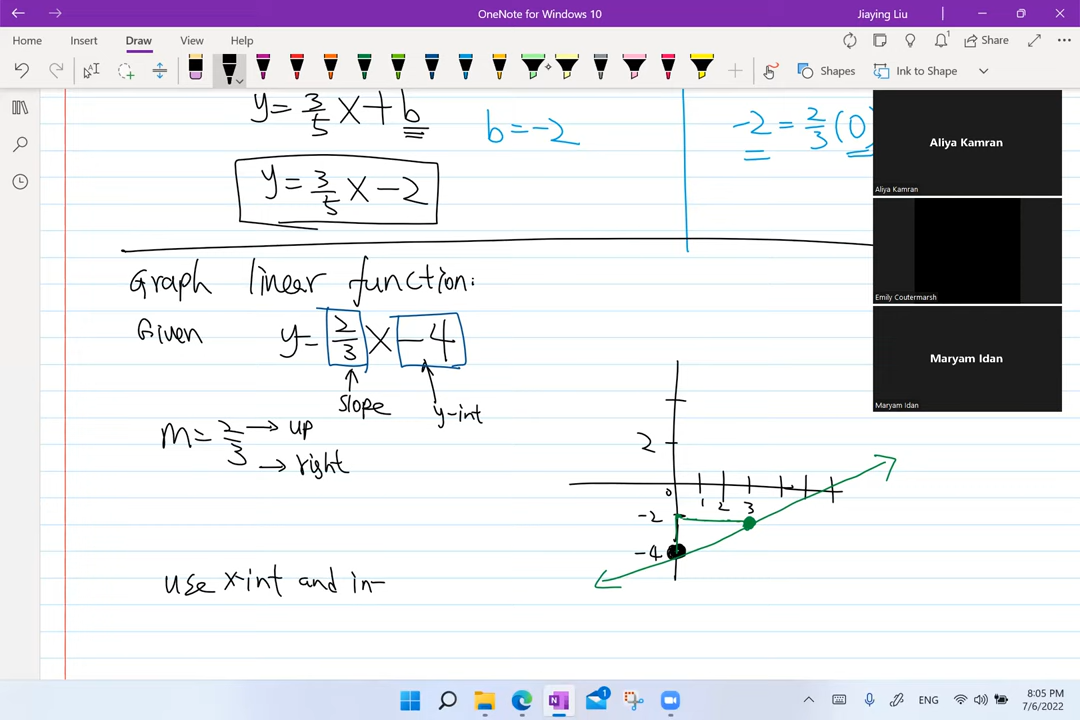 OneNote for Windows 10
Jiaying Liu
Home Insert Draw View Help
Share
Shapes
Ink to Shape
y = 3/5 x + b
b = -2
-2 = 2/3 (0)
y = 3/5 x - 2
Aliya Kamran
Aliya Kamran
Emily Coutermarsh
Maryam Idan
Maryam Idan
Graph linear function:
Given y = 2/3 x - 4
slope
y-int
m = 2/3 → up
→ right
2
0 1 2 3
-2
-4
use x-int and in
ENG
8:05 PM
7/6/2022
1